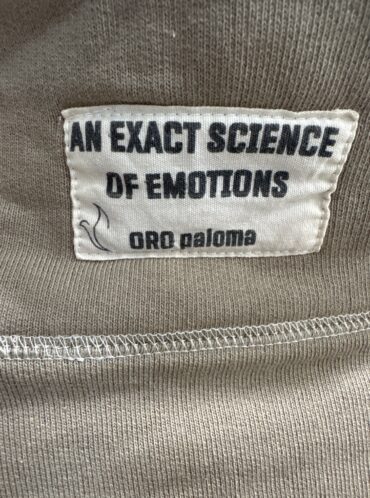 AN EXACT SCIENCE
OF EMOTIONS
ORO paloma